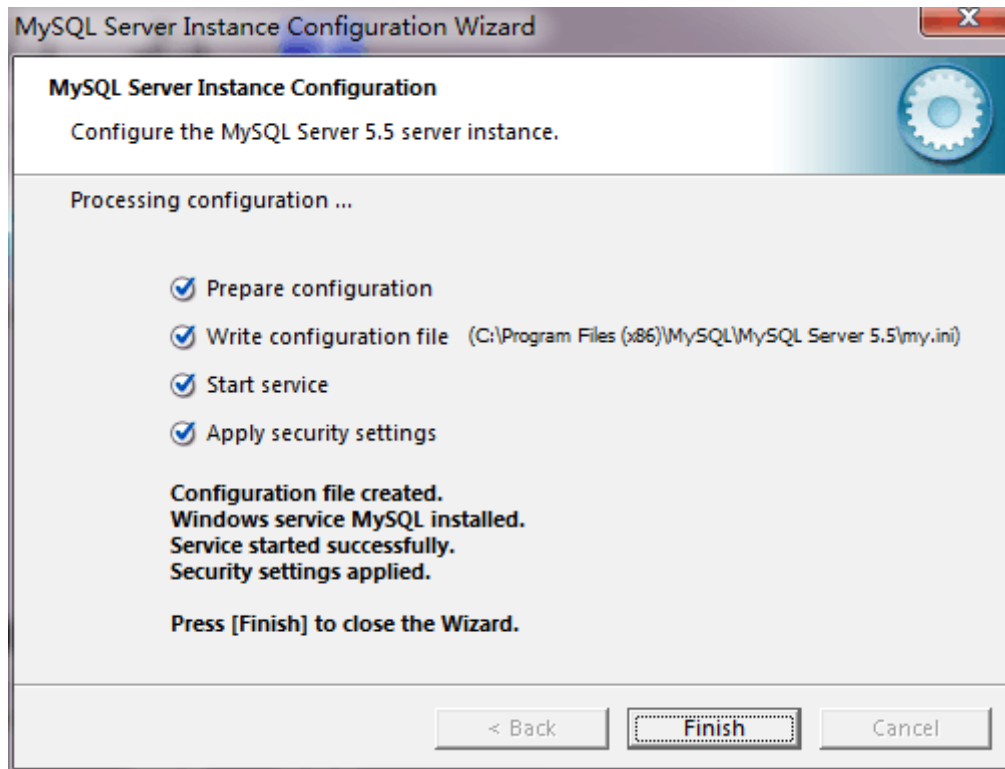 MySQL Server Instance Configuration Wizard
MySQL Server Instance Configuration
Configure the MySQL Server 5.5 server instance.
Processing configuration ...
Prepare configuration
Write configuration file (C:\Program Files (x86)\MySQL\MySQL Server 5.5\my.ini)
Start service
Apply security settings
Configuration file created.
Windows service MySQL installed.
Service started successfully.
Security settings applied.
Press [Finish] to close the Wizard.
< Back Finish Cancel